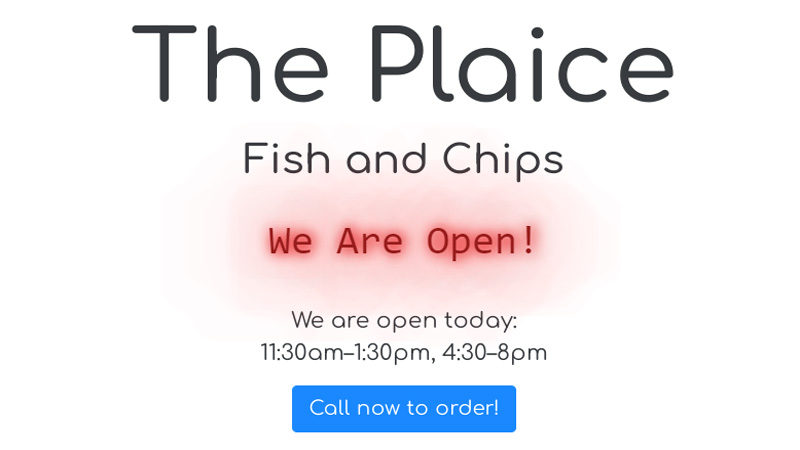 The Plaice
Fish and Chips
We Are Open!
We are open today:
11:30am–1:30pm, 4:30–8pm
Call now to order!